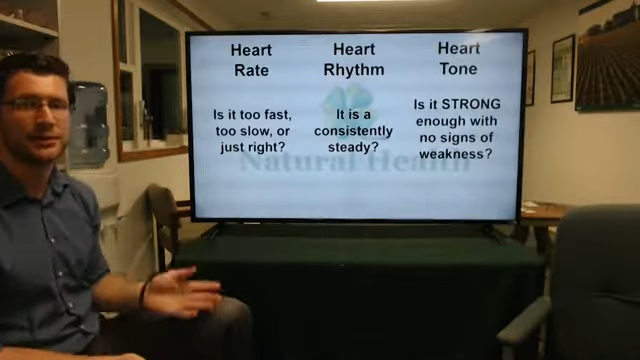 Heart
Rate
Is it too fast,
too slow, or
just right?
Heart
Rhythm
It is a
consistently
steady?
Heart
Tone
Is it STRONG
enough with
no signs of
weakness?
Natural Health